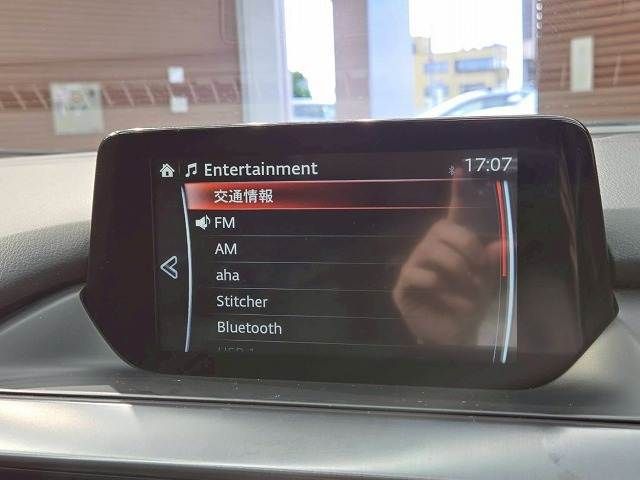 Entertainment 17:07
交通情報
FM
AM
aha
Stitcher
Bluetooth